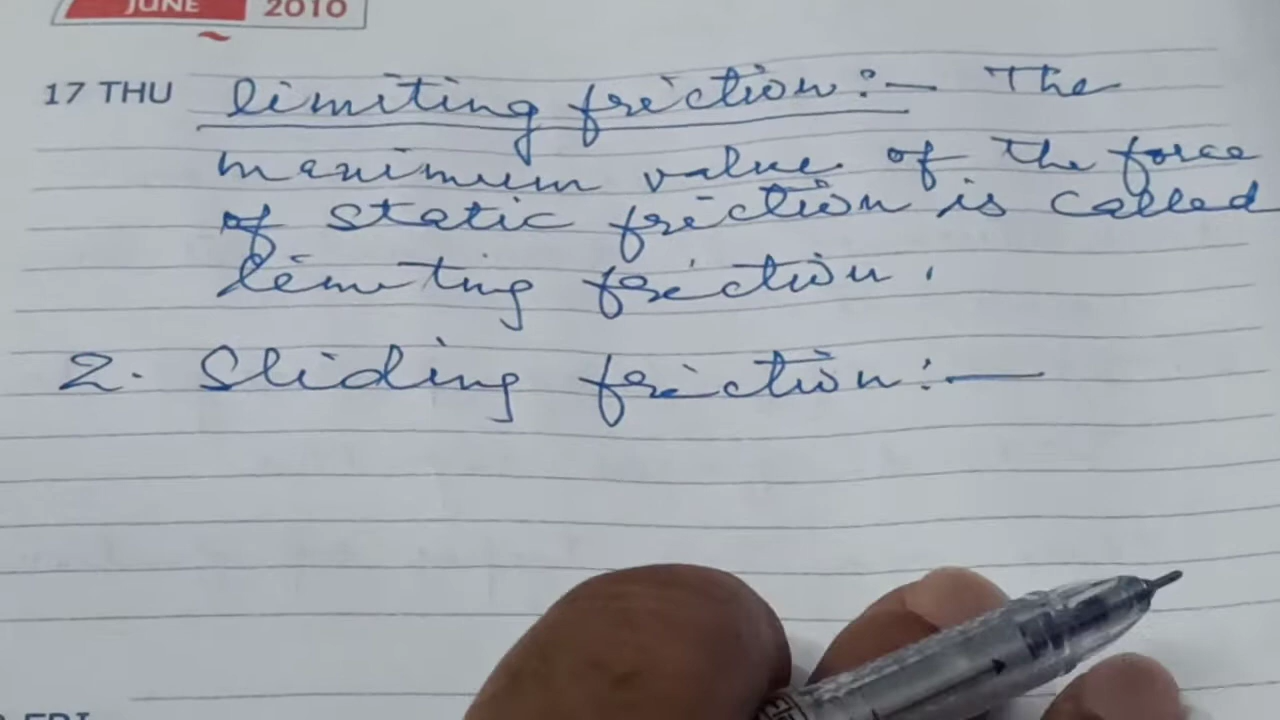 JUNE 2010
17 THU limiting friction :- The
maximum value of the force
of static friction is called
limiting friction.
2. Sliding friction :-
FRI